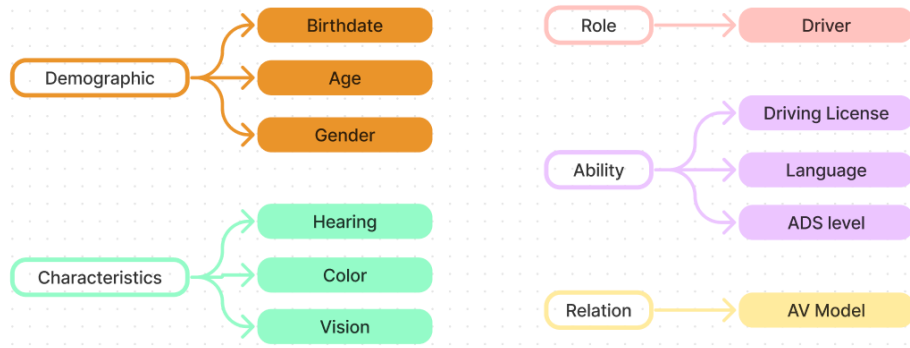 Demographic
Birthdate
Age
Gender
Characteristics
Hearing
Color
Vision
Role
Driver
Ability
Driving License
Language
ADS level
Relation
AV Model